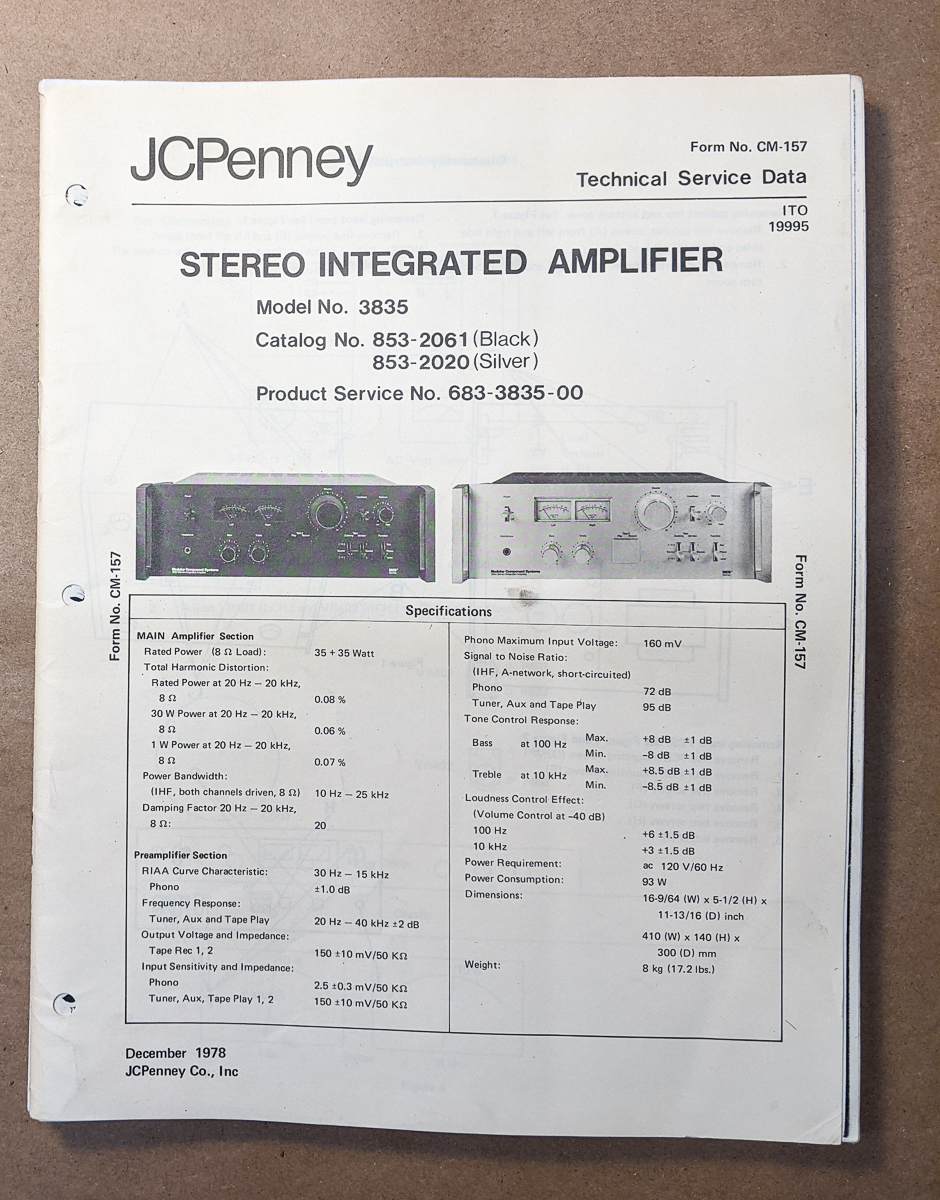 JCPenney
Form No. CM-157
Technical Service Data
ITO
19995
STEREO INTEGRATED AMPLIFIER
Model No. 3835
Catalog No. 853-2061 (Black)
853-2020 (Silver)
Product Service No. 683-3835-00
Modular Component Systems
Modular Component Systems
Form No. CM-157
Form No. CM-157
Specifications
MAIN Amplifier Section
Rated Power (8 Ω Load): 35 + 35 Watt
Total Harmonic Distortion:
Rated Power at 20 Hz — 20 kHz,
8 Ω 0.08 %
30 W Power at 20 Hz — 20 kHz,
8 Ω 0.06 %
1 W Power at 20 Hz — 20 kHz,
8 Ω 0.07 %
Power Bandwidth:
(IHF, both channels driven, 8 Ω) 10 Hz — 25 kHz
Damping Factor 20 Hz — 20 kHz,
8 Ω: 20
Preamplifier Section
RIAA Curve Characteristic: 30 Hz — 15 kHz
Phono ±1.0 dB
Frequency Response:
Tuner, Aux and Tape Play 20 Hz — 40 kHz ±2 dB
Output Voltage and Impedance:
Tape Rec 1, 2 150 ±10 mV/50 KΩ
Input Sensitivity and Impedance:
Phono 2.5 ±0.3 mV/50 KΩ
Tuner, Aux, Tape Play 1, 2 150 ±10 mV/50 KΩ
Phono Maximum Input Voltage: 160 mV
Signal to Noise Ratio:
(IHF, A-network, short-circuited)
Phono 72 dB
Tuner, Aux and Tape Play 95 dB
Tone Control Response:
Bass at 100 Hz Max. +8 dB ±1 dB
Min. −8 dB ±1 dB
Treble at 10 kHz Max. +8.5 dB ±1 dB
Min. −8.5 dB ±1 dB
Loudness Control Effect:
(Volume Control at −40 dB)
100 Hz +6 ±1.5 dB
10 kHz +3 ±1.5 dB
Power Requirement: ac 120 V/60 Hz
Power Consumption: 93 W
Dimensions: 16-9/64 (W) x 5-1/2 (H) x
11-13/16 (D) inch
410 (W) x 140 (H) x
300 (D) mm
Weight: 8 kg (17.2 lbs.)
December 1978
JCPenney Co., Inc